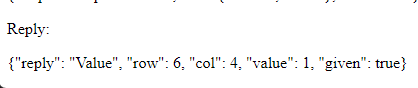 Reply:
{"reply": "Value", "row": 6, "col": 4, "value": 1, "given": true}